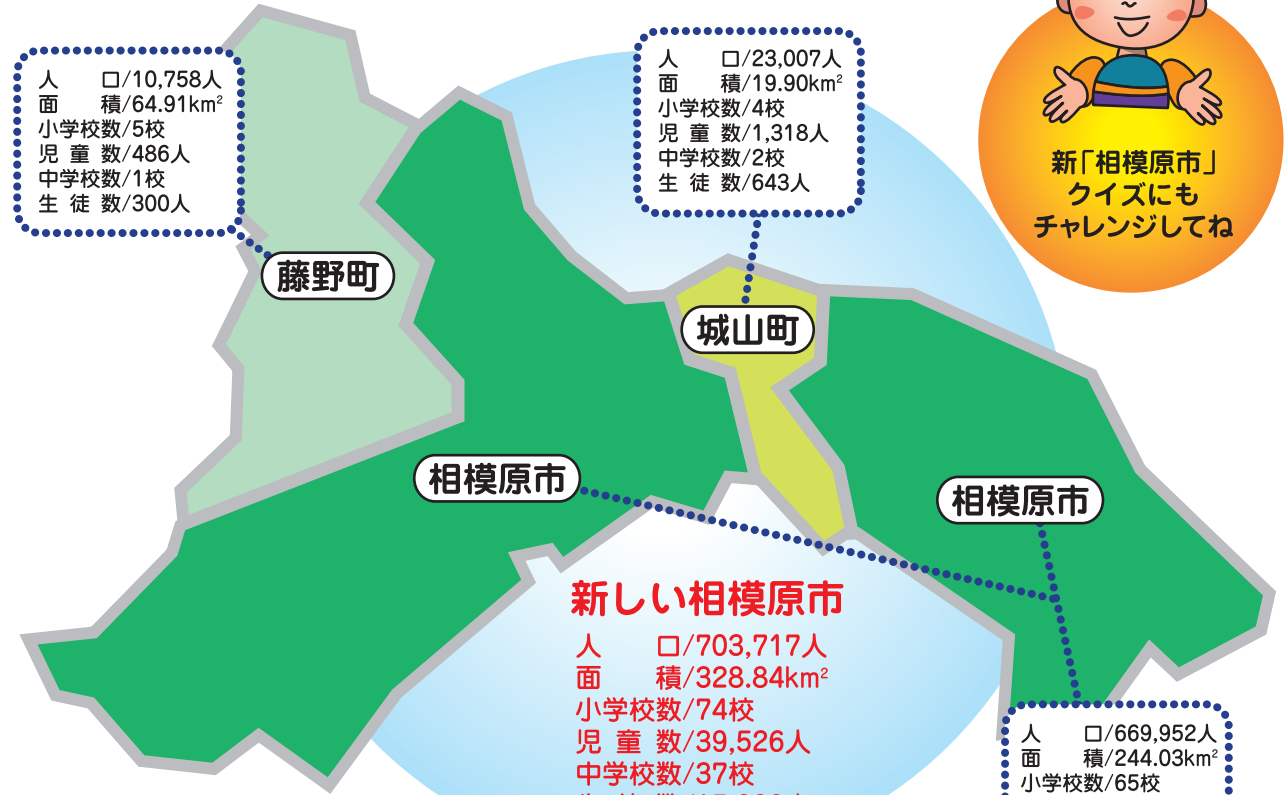 人 口/10,758人
面 積/64.91km²
小学校数/5校
児 童 数/486人
中学校数/1校
生 徒 数/300人
藤野町
人 口/23,007人
面 積/19.90km²
小学校数/4校
児 童 数/1,318人
中学校数/2校
生 徒 数/643人
城山町
新「相模原市」
クイズにも
チャレンジしてね
相模原市
相模原市
新しい相模原市
人 口/703,717人
面 積/328.84km²
小学校数/74校
児 童 数/39,526人
中学校数/37校
人 口/669,952人
面 積/244.03km²
小学校数/65校